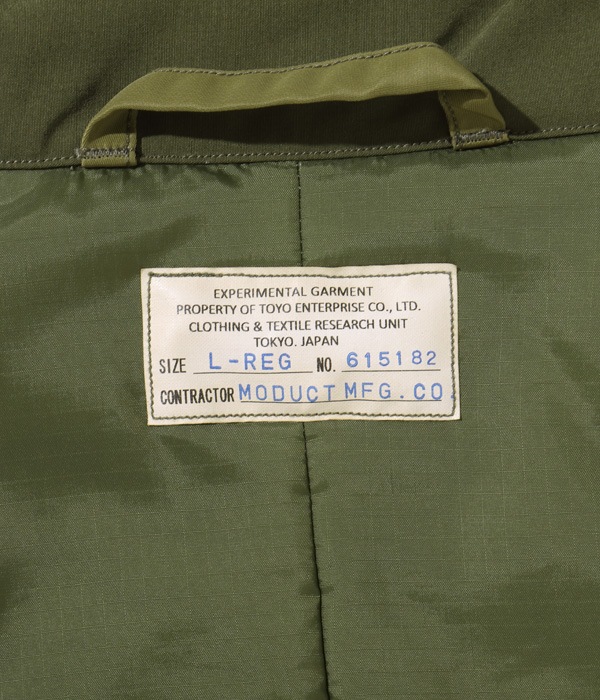 EXPERIMENTAL GARMENT
PROPERTY OF TOYO ENTERPRISE CO., LTD.
CLOTHING & TEXTILE RESEARCH UNIT
TOKYO. JAPAN
SIZE L-REG NO. 615182
CONTRACTOR MODUCT MFG. CO.